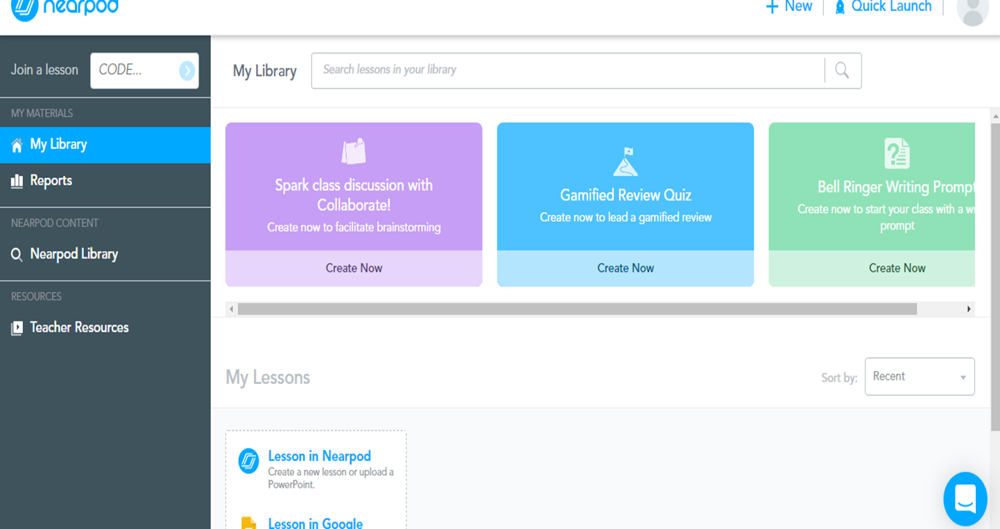 nearpod
+ New
Quick Launch
Join a lesson
CODE...
MY MATERIALS
My Library
Reports
NEARPOD CONTENT
Nearpod Library
RESOURCES
Teacher Resources
My Library
Search lessons in your library
Spark class discussion with
Collaborate!
Create now to facilitate brainstorming
Create Now
Gamified Review Quiz
Create now to lead a gamified review
Create Now
Bell Ringer Writing Prompt
Create now to start your class with a
prompt
Create Now
My Lessons
Sort by:
Recent
Lesson in Nearpod
Create a new lesson or upload a
PowerPoint.
Lesson in Google